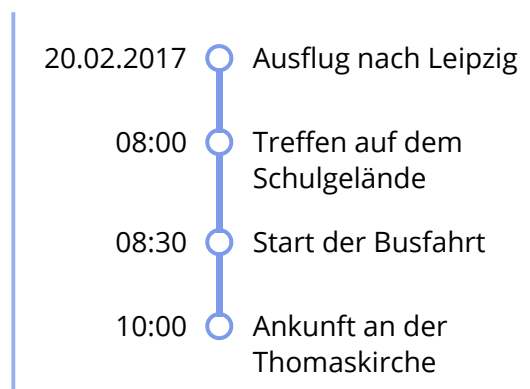 20.02.2017 Ausflug nach Leipzig
08:00 Treffen auf dem
Schulgelände
08:30 Start der Busfahrt
10:00 Ankunft an der
Thomaskirche